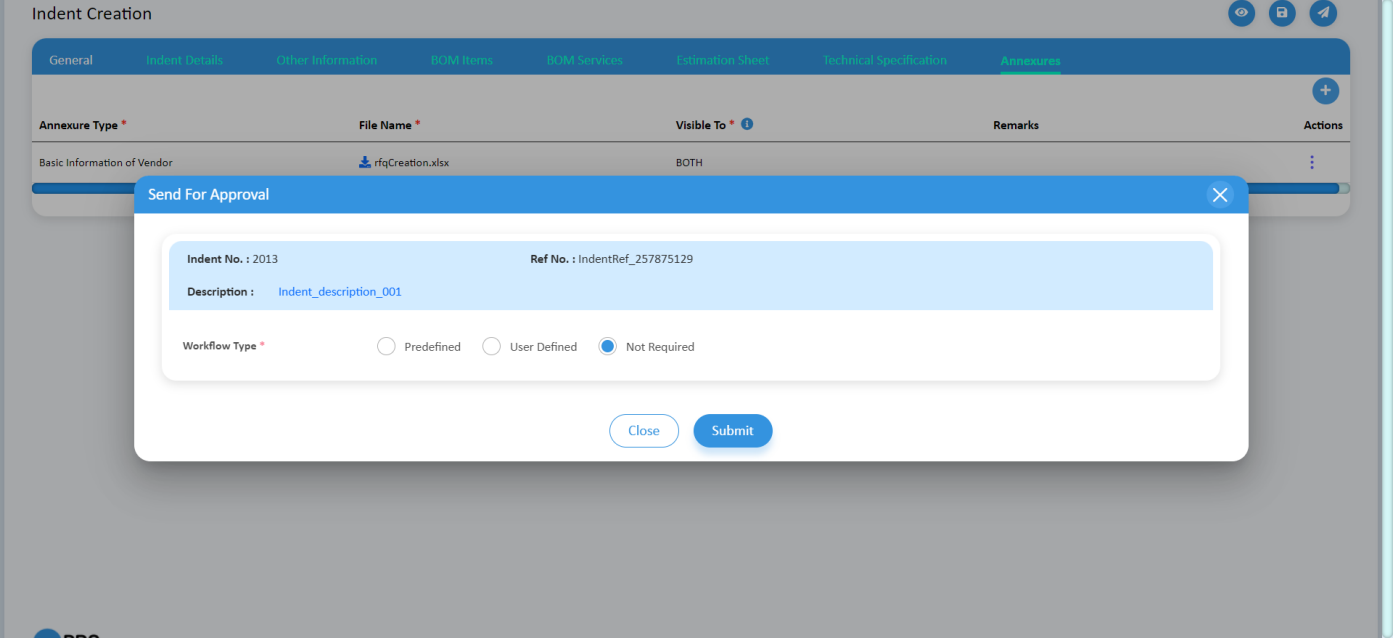 Indent Creation
General Indent Details Other Information BOM Items BOM Services Estimation Sheet Technical Specification Annexures
Annexure Type * File Name * Visible To * Remarks Actions
Basic Information of Vendor rfqCreation.xlsx BOTH
Send For Approval
Indent No. : 2013 Ref No. : IndentRef_257875129
Description : Indent_description_001
Workflow Type * Predefined User Defined Not Required
Close Submit